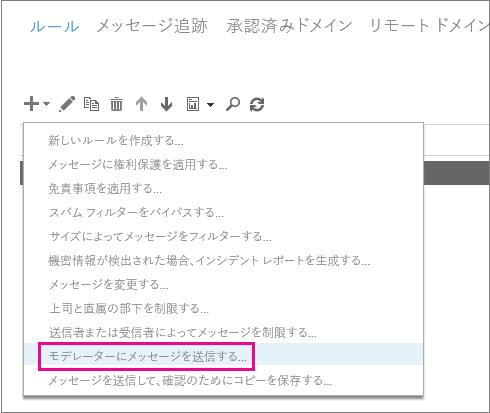 ルール メッセージ追跡 承認済みドメイン リモート ドメイン
新しいルールを作成する...
メッセージに権利保護を適用する...
免責事項を適用する...
スパム フィルターをバイパスする...
サイズによってメッセージをフィルターする...
機密情報が検出された場合、インシデント レポートを生成する...
メッセージを変更する...
上司と直属の部下を制限する...
送信者または受信者によってメッセージを制限する...
モデレーターにメッセージを送信する...
メッセージを送信して、確認のためにコピーを保存する...